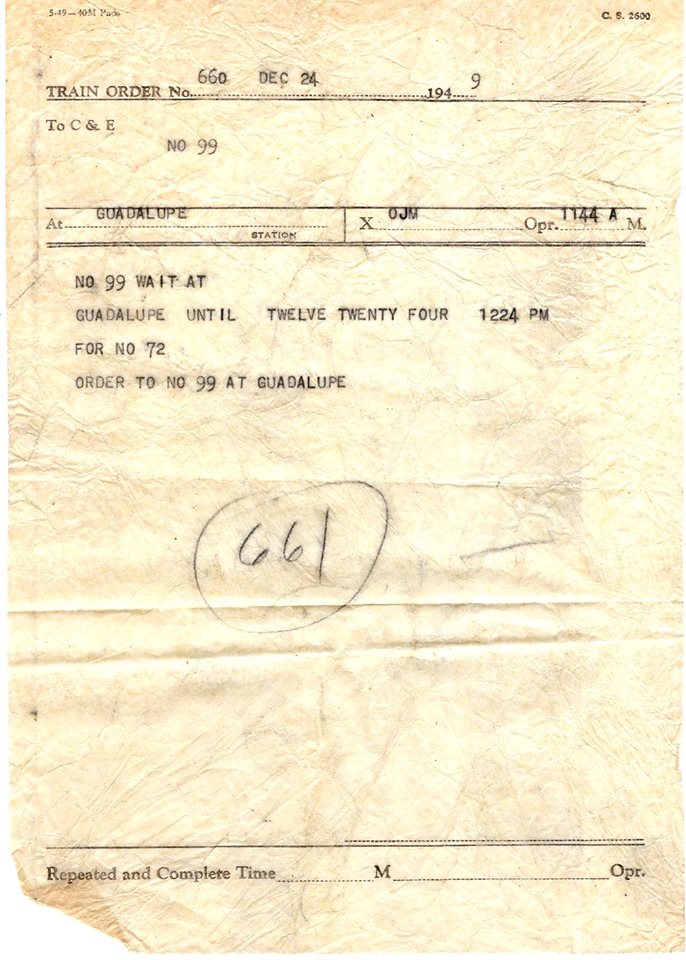 5-49—40M Pads C. S. 2600
TRAIN ORDER No. 660 DEC 24 194 9
To C & E
NO 99
At GUADALUPE X OJM Opr. 1144 A M.
STATION
NO 99 WAIT AT
GUADALUPE UNTIL TWELVE TWENTY FOUR 1224 PM
FOR NO 72
ORDER TO NO 99 AT GUADALUPE
661
Repeated and Complete Time M Opr.